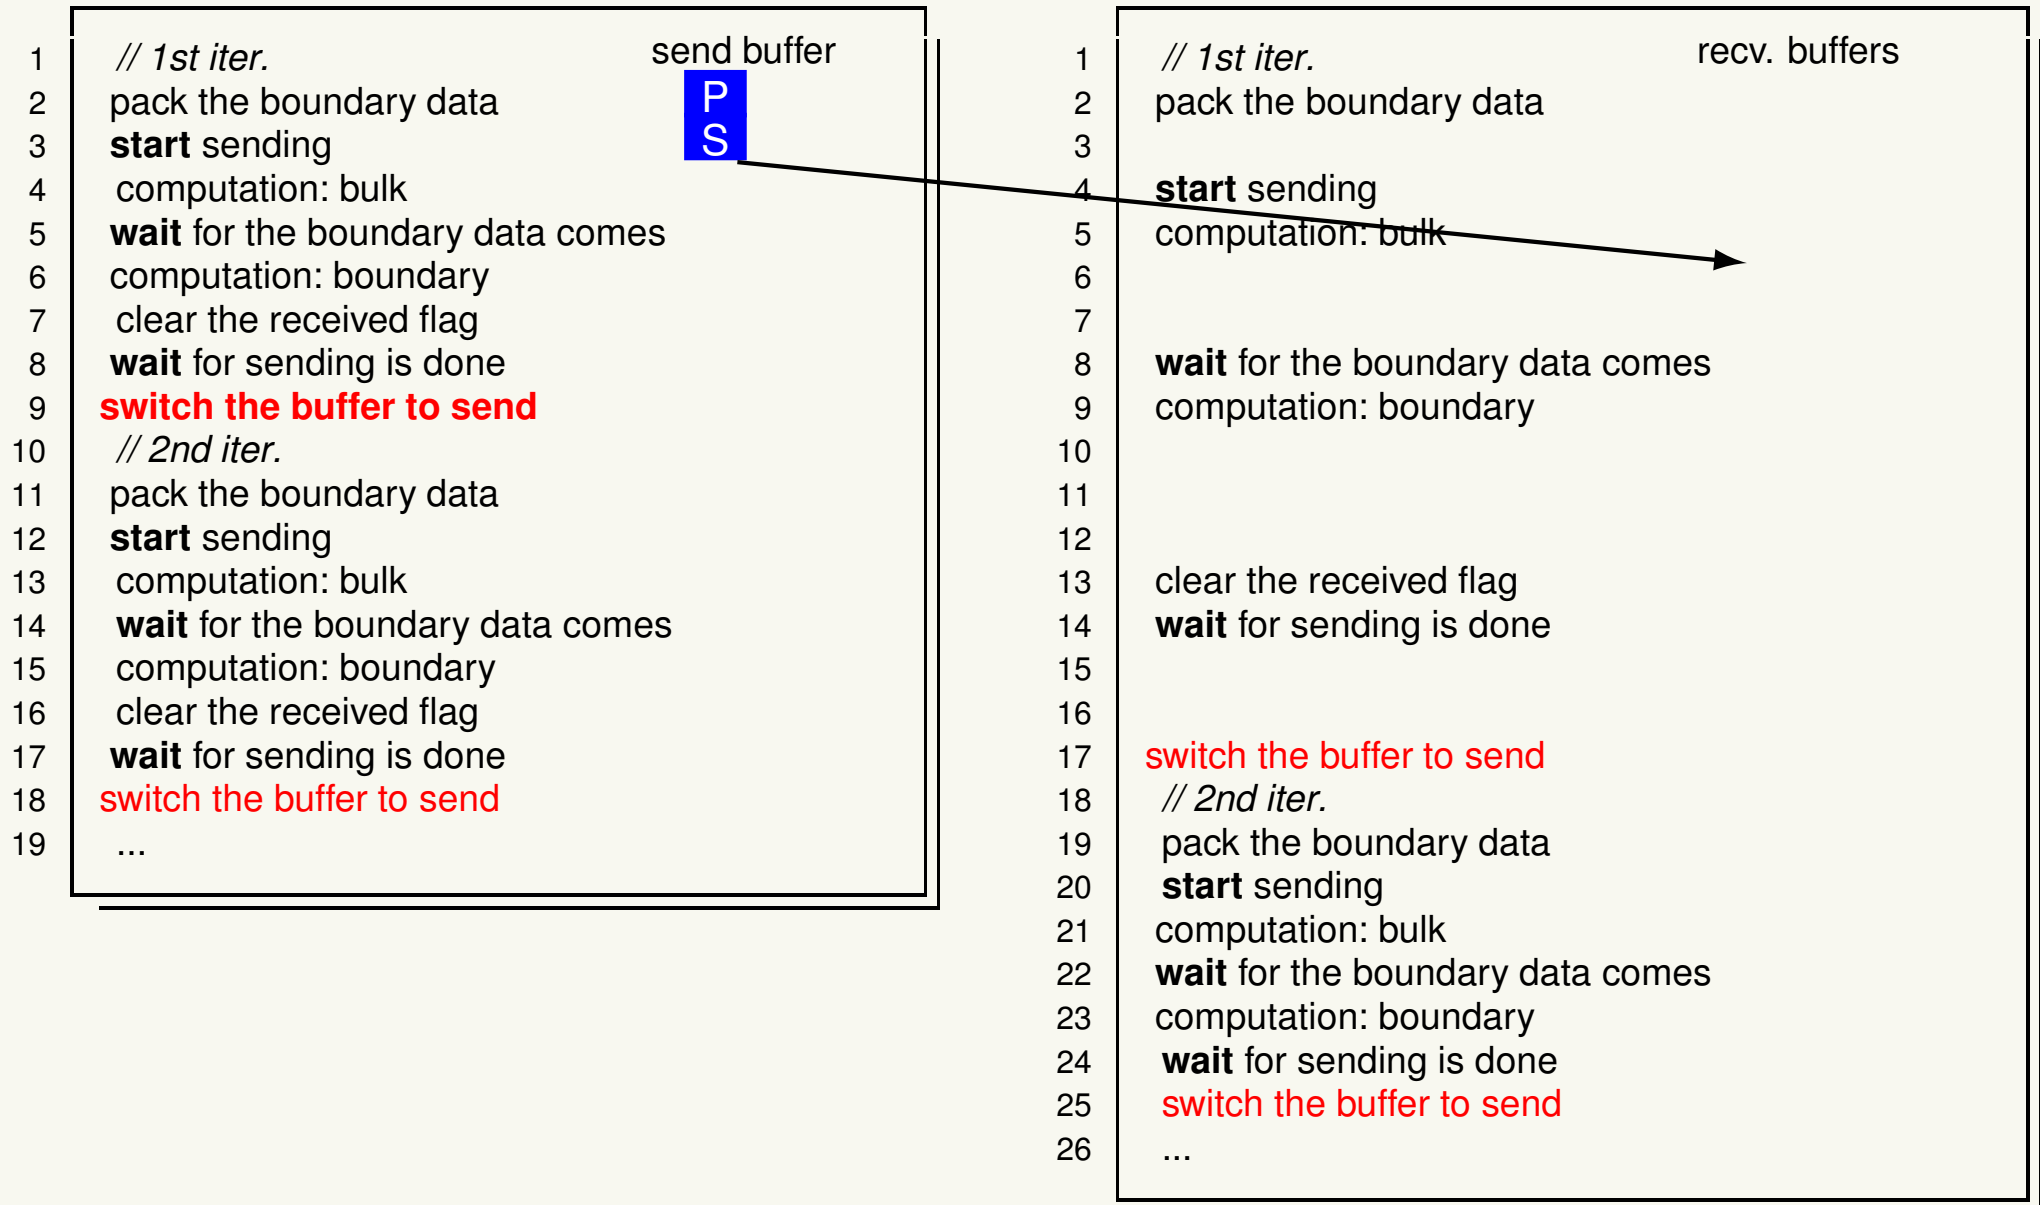 1 // 1st iter. send buffer
2 pack the boundary data P
3 start sending S
4 computation: bulk
5 wait for the boundary data comes
6 computation: boundary
7 clear the received flag
8 wait for sending is done
9 switch the buffer to send
10 // 2nd iter.
11 pack the boundary data
12 start sending
13 computation: bulk
14 wait for the boundary data comes
15 computation: boundary
16 clear the received flag
17 wait for sending is done
18 switch the buffer to send
19 ...
1 // 1st iter. recv. buffers
2 pack the boundary data
3
4 start sending
5 computation: bulk
6
7
8 wait for the boundary data comes
9 computation: boundary
10
11
12
13 clear the received flag
14 wait for sending is done
15
16
17 switch the buffer to send
18 // 2nd iter.
19 pack the boundary data
20 start sending
21 computation: bulk
22 wait for the boundary data comes
23 computation: boundary
24 wait for sending is done
25 switch the buffer to send
26 ...